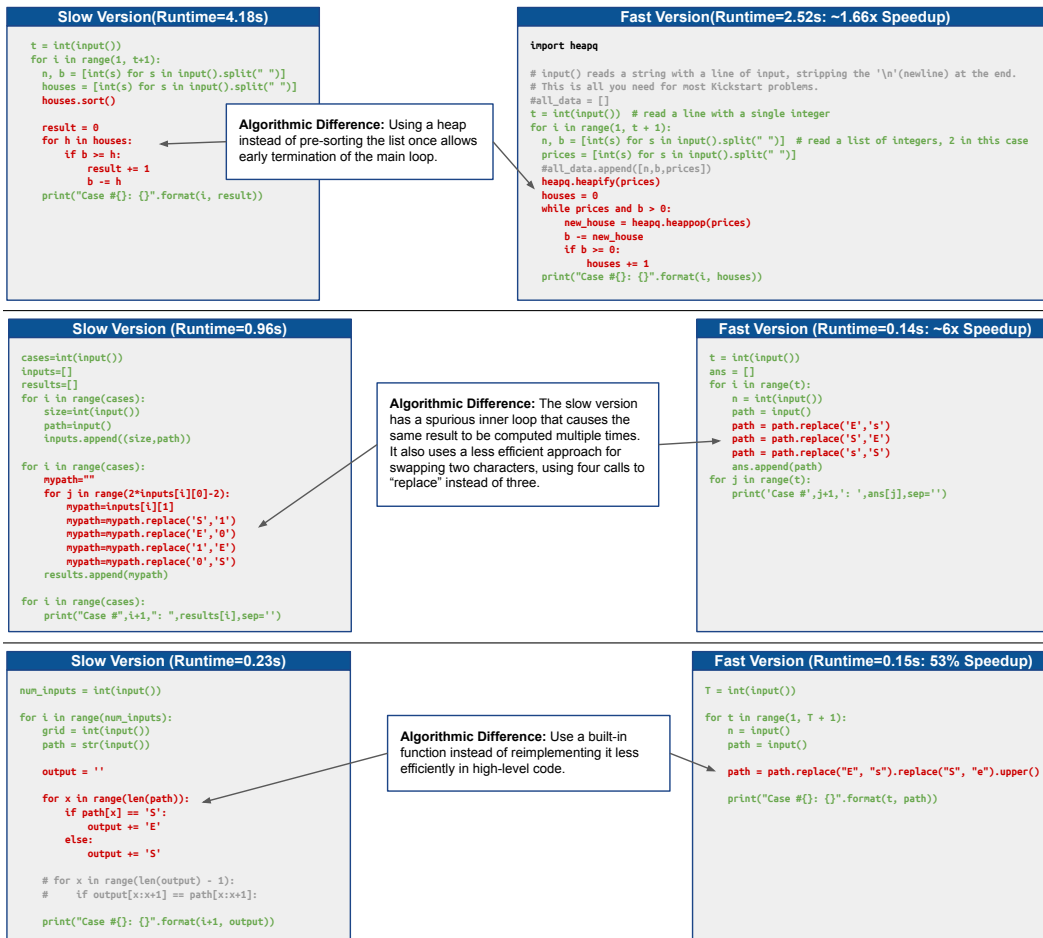 Slow Version(Runtime=4.18s)
t = int(input())
for i in range(1, t+1):
  n, b = [int(s) for s in input().split(" ")]
  houses = [int(s) for s in input().split(" ")]
  houses.sort()

  result = 0
  for h in houses:
      if b >= h:
          result += 1
          b -= h
  print("Case #{}: {}".format(i, result))
Algorithmic Difference: Using a heap
instead of pre-sorting the list once allows
early termination of the main loop.
Fast Version(Runtime=2.52s: ~1.66x Speedup)
import heapq

# input() reads a string with a line of input, stripping the '\n'(newline) at the end.
# This is all you need for most Kickstart problems.
#all_data = []
t = int(input())  # read a line with a single integer
for i in range(1, t + 1):
  n, b = [int(s) for s in input().split(" ")]  # read a list of integers, 2 in this case
  prices = [int(s) for s in input().split(" ")]
  #all_data.append([n,b,prices])
  heapq.heapify(prices)
  houses = 0
  while prices and b > 0:
      new_house = heapq.heappop(prices)
      b -= new_house
      if b >= 0:
          houses += 1
  print("Case #{}: {}".format(i, houses))
Slow Version (Runtime=0.96s)
cases=int(input())
inputs=[]
results=[]
for i in range(cases):
    size=int(input())
    path=input()
    inputs.append((size,path))

for i in range(cases):
    mypath=""
    for j in range(2*inputs[i][0]-2):
        mypath=inputs[i][1]
        mypath=mypath.replace('S','1')
        mypath=mypath.replace('E','0')
        mypath=mypath.replace('1','E')
        mypath=mypath.replace('0','S')
    results.append(mypath)

for i in range(cases):
    print("Case #",i+1,": ",results[i],sep='')
Algorithmic Difference: The slow version
has a spurious inner loop that causes the
same result to be computed multiple times.
It also uses a less efficient approach for
swapping two characters, using four calls to
“replace” instead of three.
Fast Version (Runtime=0.14s: ~6x Speedup)
t = int(input())
ans = []
for i in range(t):
    n = int(input())
    path = input()
    path = path.replace('E','s')
    path = path.replace('S','E')
    path = path.replace('s','S')
    ans.append(path)
for j in range(t):
    print('Case #',j+1,': ',ans[j],sep='')
Slow Version (Runtime=0.23s)
num_inputs = int(input())

for i in range(num_inputs):
    grid = int(input())
    path = str(input())

    output = ''

    for x in range(len(path)):
        if path[x] == 'S':
            output += 'E'
        else:
            output += 'S'

    # for x in range(len(output) - 1):
    #     if output[x:x+1] == path[x:x+1]:

    print("Case #{}: {}".format(i+1, output))
Algorithmic Difference: Use a built-in
function instead of reimplementing it less
efficiently in high-level code.
Fast Version (Runtime=0.15s: 53% Speedup)
T = int(input())

for t in range(1, T + 1):
    n = input()
    path = input()

    path = path.replace("E", "s").replace("S", "e").upper()

    print("Case #{}: {}".format(t, path))